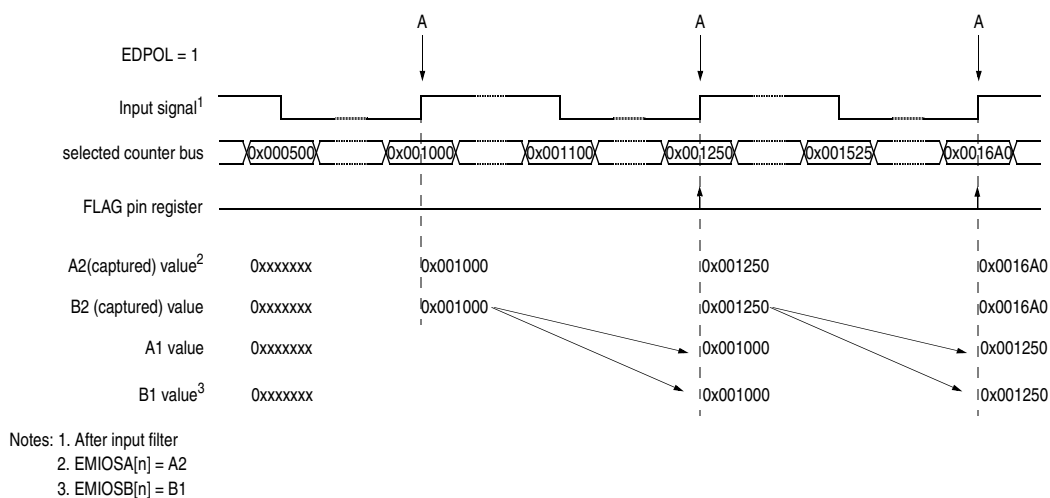 A A A
EDPOL = 1
Input signal1
selected counter bus 0x000500 0x001000 0x001100 0x001250 0x001525 0x0016A0
FLAG pin register
A2(captured) value2 0xxxxxxx 0x001000 0x001250 0x0016A0
B2 (captured) value 0xxxxxxx 0x001000 0x001250 0x0016A0
A1 value 0xxxxxxx 0x001000 0x001250
B1 value3 0xxxxxxx 0x001000 0x001250
Notes: 1. After input filter
2. EMIOSA[n] = A2
3. EMIOSB[n] = B1